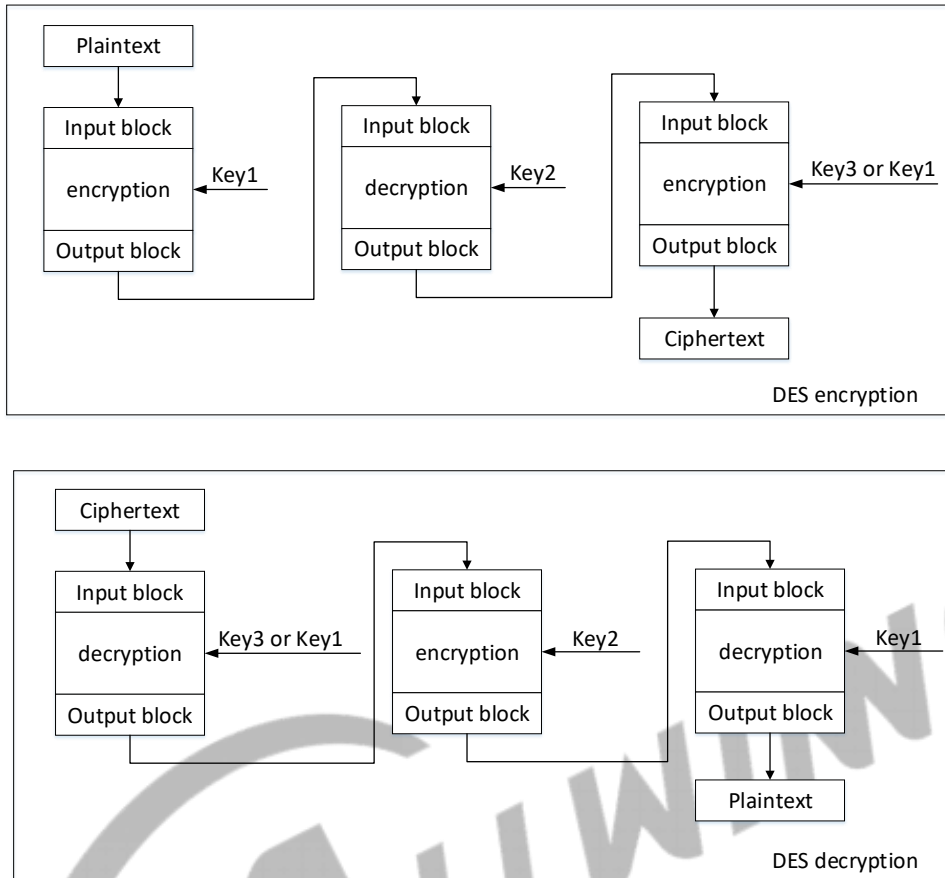 Plaintext
Input block
encryption
Output block
Key1
Input block
decryption
Output block
Key2
Input block
encryption
Output block
Key3 or Key1
Ciphertext
DES encryption
Ciphertext
Input block
decryption
Output block
Key3 or Key1
Input block
encryption
Output block
Key2
Input block
decryption
Output block
Key1
Plaintext
DES decryption